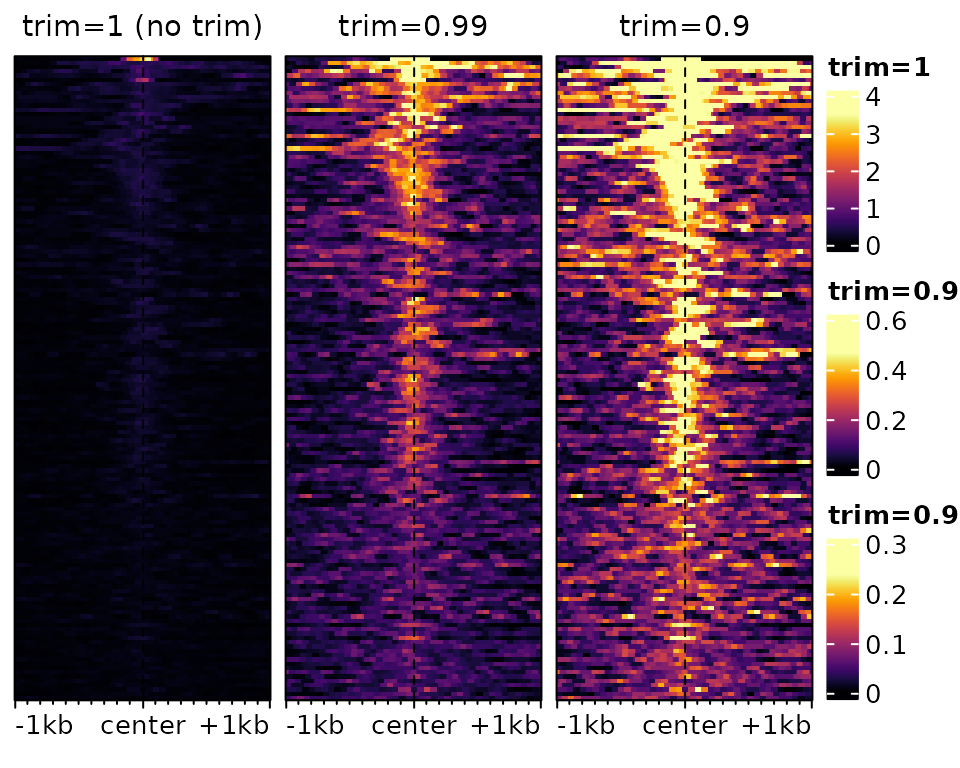 trim=1 (no trim)
trim=0.99
trim=0.9
trim=1
4
3
2
1
0
trim=0.9
0.6
0.4
0.2
0
trim=0.9
0.3
0.2
0.1
0
-1kb center +1kb
-1kb center +1kb
-1kb center +1kb